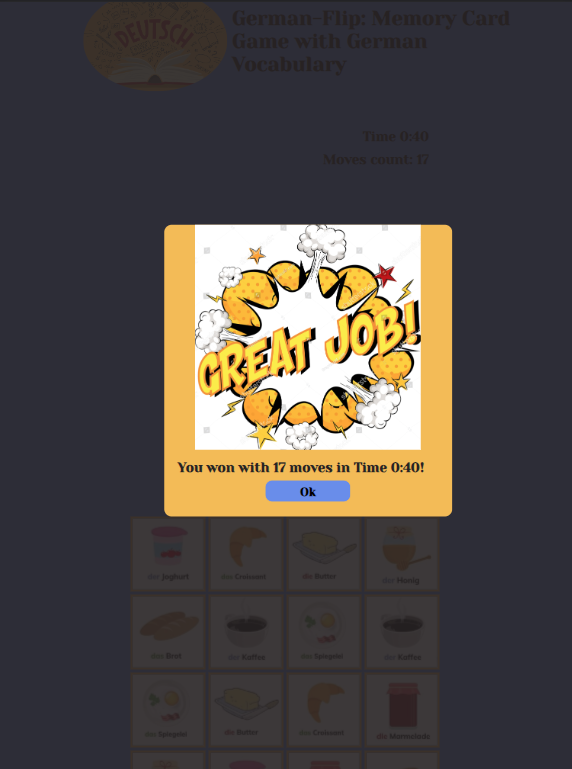 DEUTSCH
German-Flip: Memory Card
Game with German
Vocabulary
Time 0:40
Moves count: 17
GREAT JOB!
You won with 17 moves in Time 0:40!
Ok
der Joghurt
das Croissant
die Butter
der Honig
das Brot
der Kaffee
das Spiegelei
der Kaffee
das Spiegelei
die Butter
das Croissant
die Marmelade